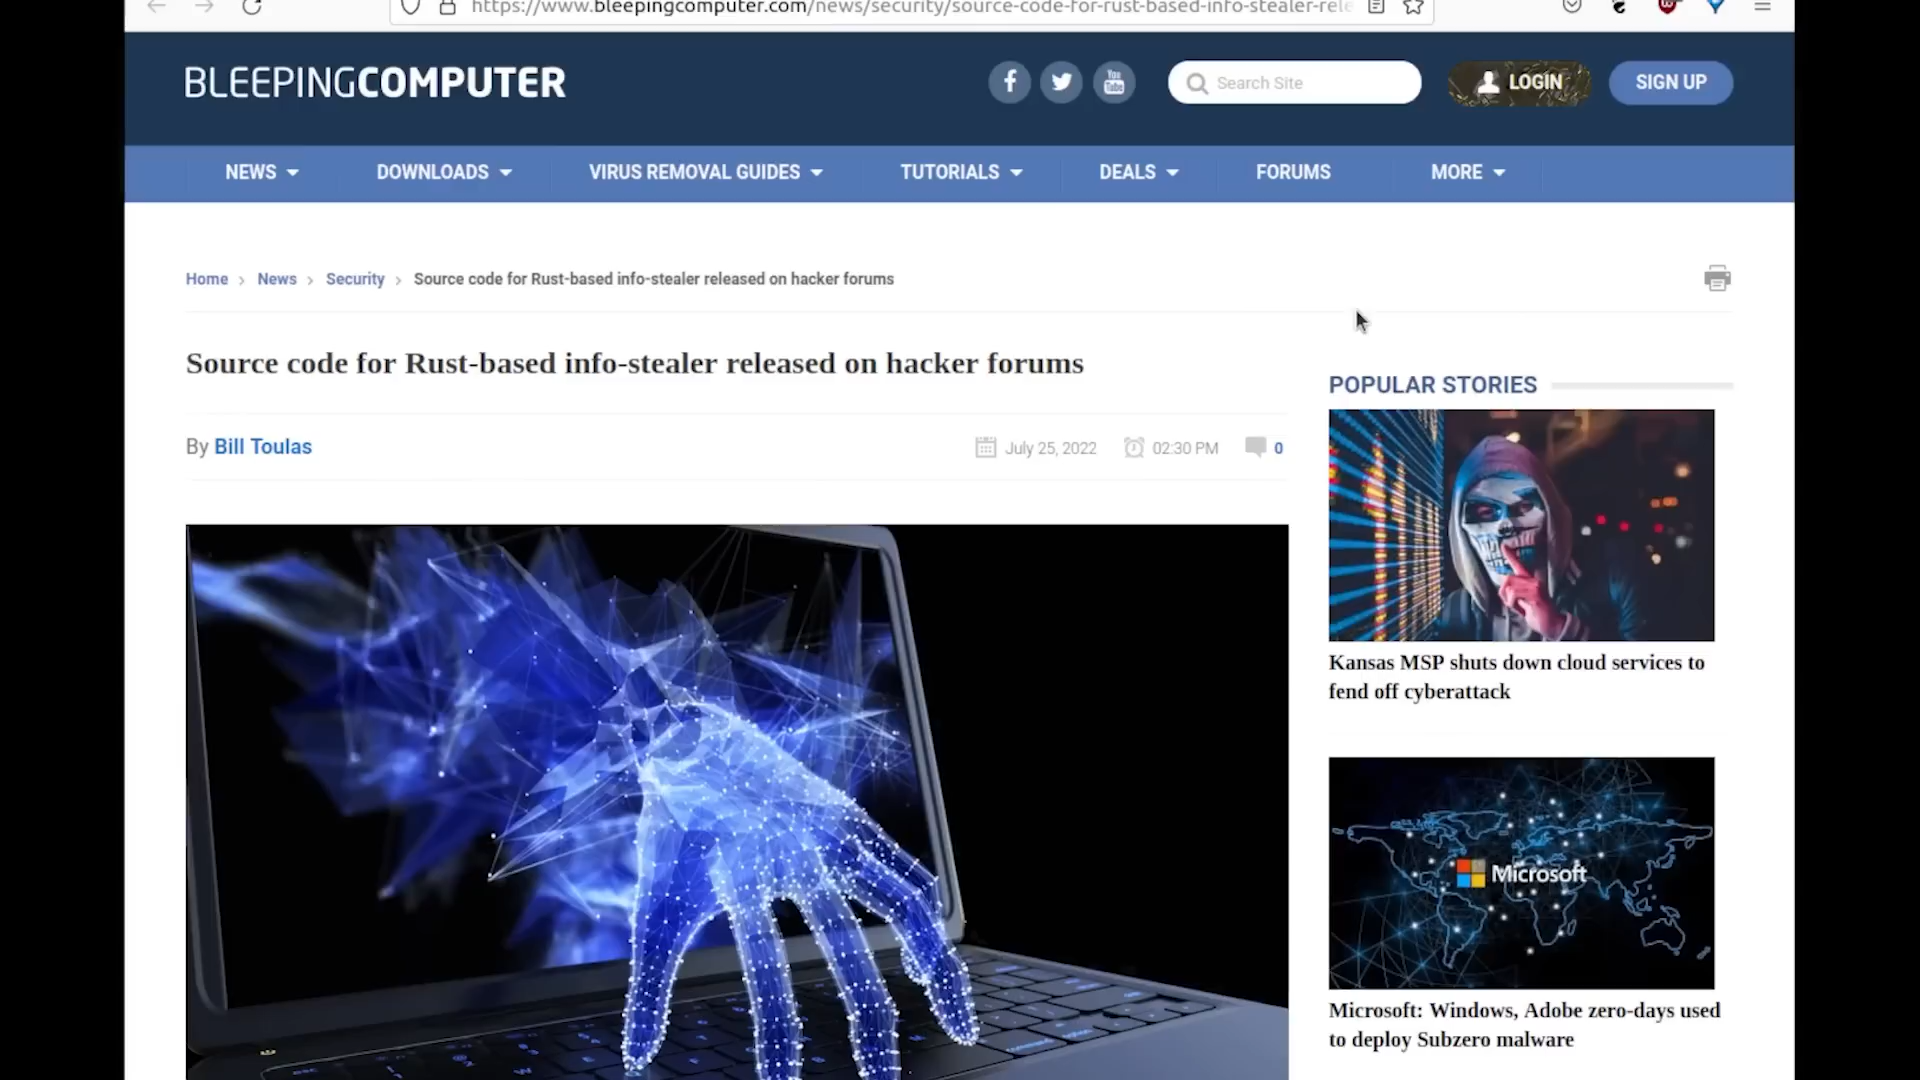 https://www.bleepingcomputer.com/news/security/source-code-for-rust-based-info-stealer-rele
BLEEPINGCOMPUTER
Search Site
LOGIN
SIGN UP
NEWS
DOWNLOADS
VIRUS REMOVAL GUIDES
TUTORIALS
DEALS
FORUMS
MORE
Home
News
Security
Source code for Rust-based info-stealer released on hacker forums
Source code for Rust-based info-stealer released on hacker forums
By Bill Toulas
July 25, 2022
02:30 PM
0
POPULAR STORIES
Kansas MSP shuts down cloud services to
fend off cyberattack
Microsoft
Microsoft: Windows, Adobe zero-days used
to deploy Subzero malware